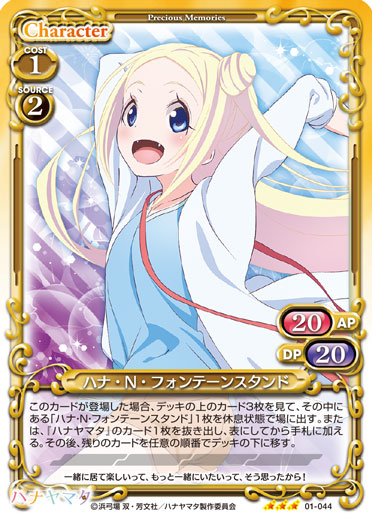 Precious Memories
Character
COST
1
SOURCE
2
20 AP
DP 20
ハナ・N・フォンテーンスタンド
このカードが登場した場合、デッキの上のカード3枚を見て、その中に
ある「ハナ・N・フォンテーンスタンド」1枚を休息状態で場に出す。また
は、「ハナヤマタ」のカード1枚を抜き出し、表にしてから手札に加
える。その後、残りのカードを任意の順番でデッキの下に移す。
一緒に居て楽しいって、もっと一緒にいたいって、そう思ったから！
ハナヤマタ
©浜弓場 双・芳文社／ハナヤマタ製作委員会
★★★ 01-044